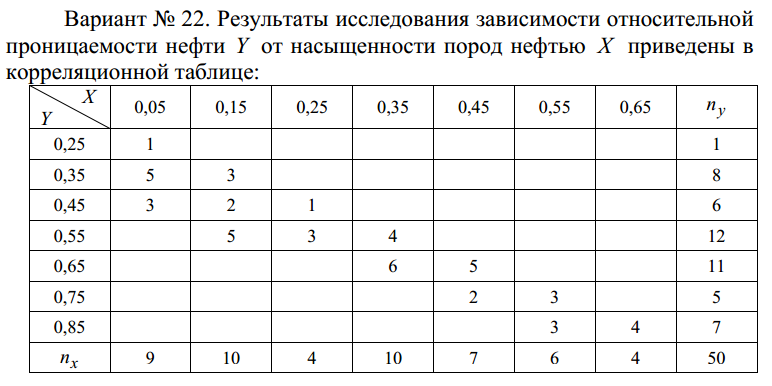 Вариант № 22. Результаты исследования зависимости относительной
проницаемости нефти Y от насыщенности пород нефтью X приведены в
корреляционной таблице:
X Y 0,05 0,15 0,25 0,35 0,45 0,55 0,65 n_y
0,25 1 1
0,35 5 3 8
0,45 3 2 1 6
0,55 5 3 4 12
0,65 6 5 11
0,75 2 3 5
0,85 3 4 7
n_x 9 10 4 10 7 6 4 50